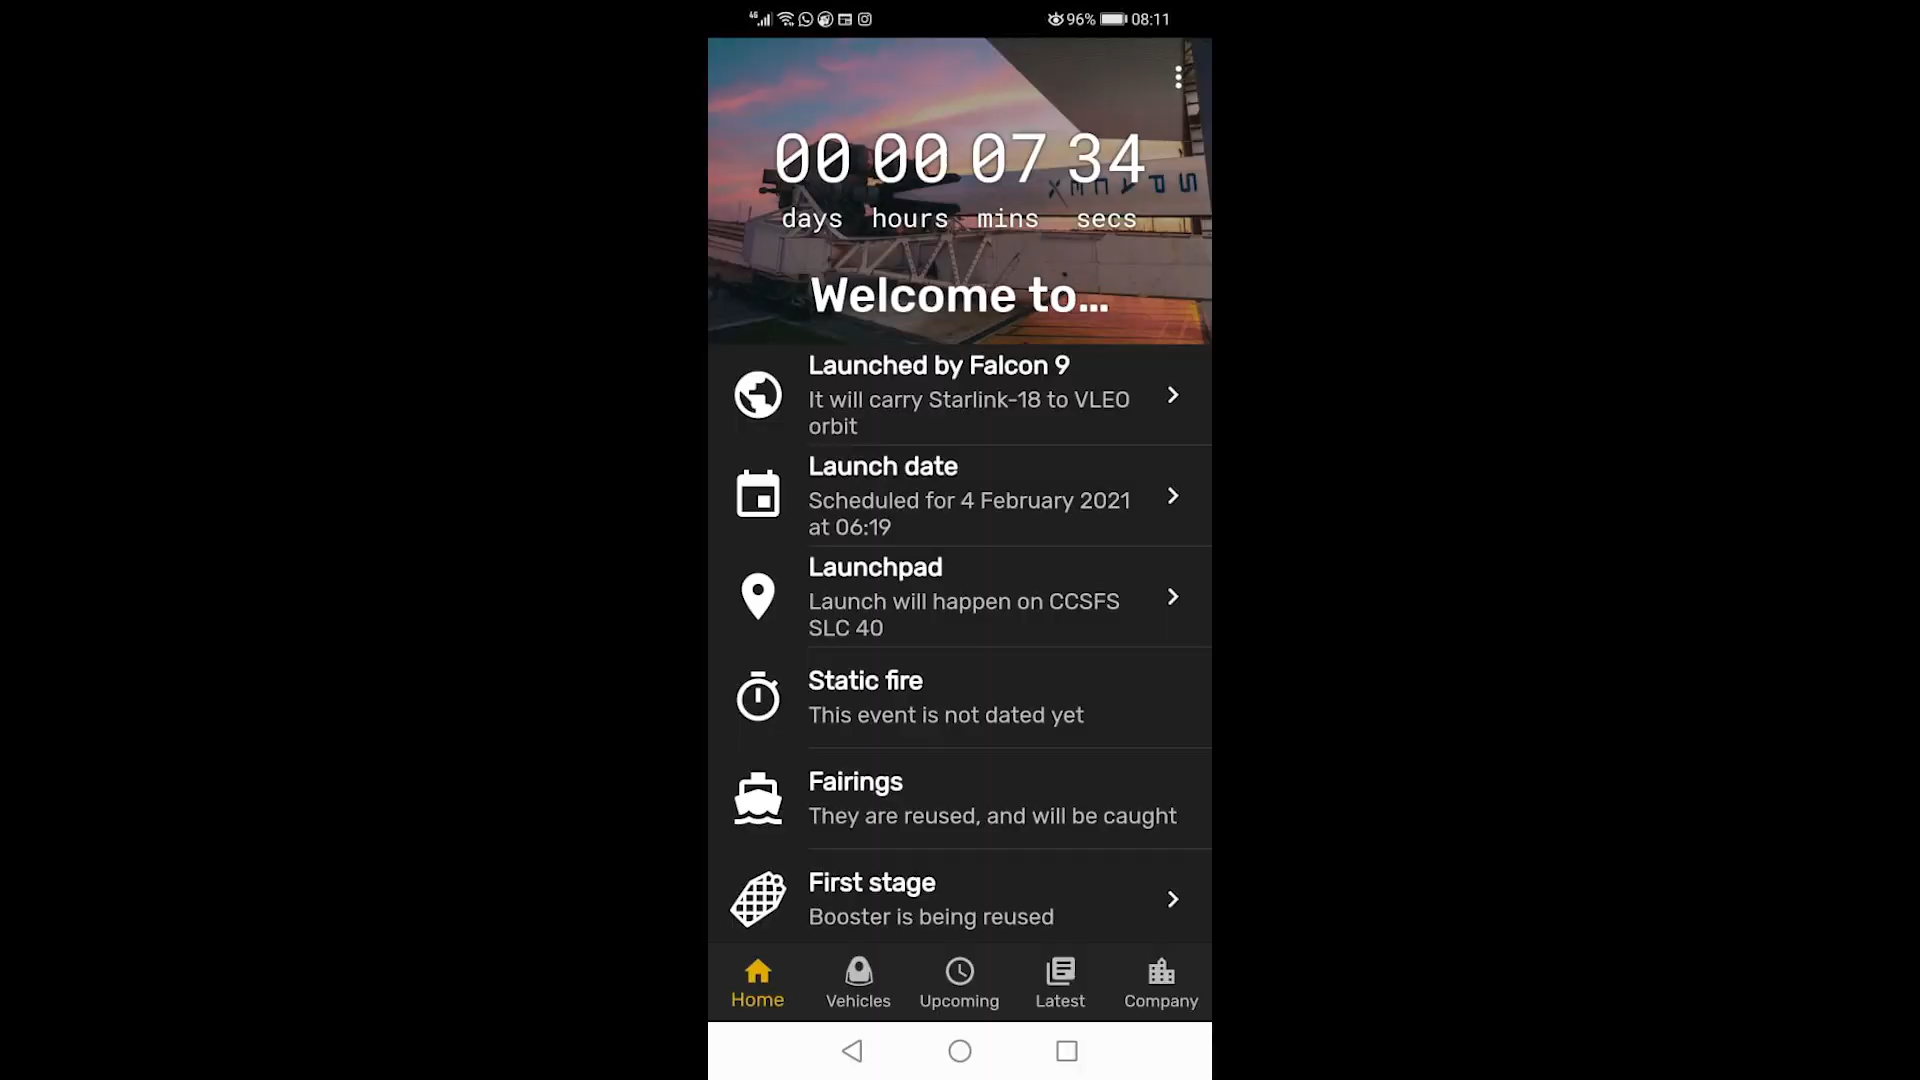 4G 96% 08:11
00 00 07 34
days hours mins secs
SPACEX
Welcome to...
Launched by Falcon 9
It will carry Starlink-18 to VLEO
orbit
Launch date
Scheduled for 4 February 2021
at 06:19
Launchpad
Launch will happen on CCSFS
SLC 40
Static fire
This event is not dated yet
Fairings
They are reused, and will be caught
First stage
Booster is being reused
Home Vehicles Upcoming Latest Company